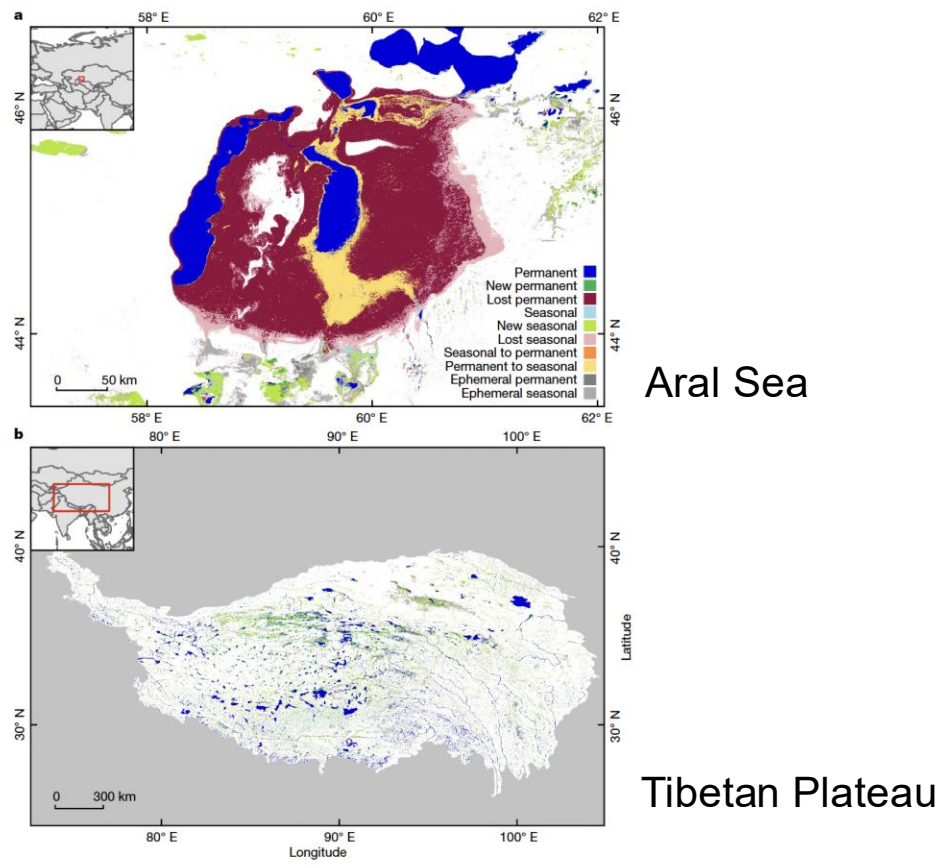 a
58° E 60° E 62° E
46° N 46° N
44° N 44° N
Permanent
New permanent
Lost permanent
Seasonal
New seasonal
Lost seasonal
Seasonal to permanent
Permanent to seasonal
Ephemeral permanent
Ephemeral seasonal
0 50 km
58° E 60° E 62° E
Aral Sea
b
80° E 90° E 100° E
40° N 40° N
Latitude
30° N 30° N
0 300 km
80° E 90° E 100° E
Longitude
Tibetan Plateau